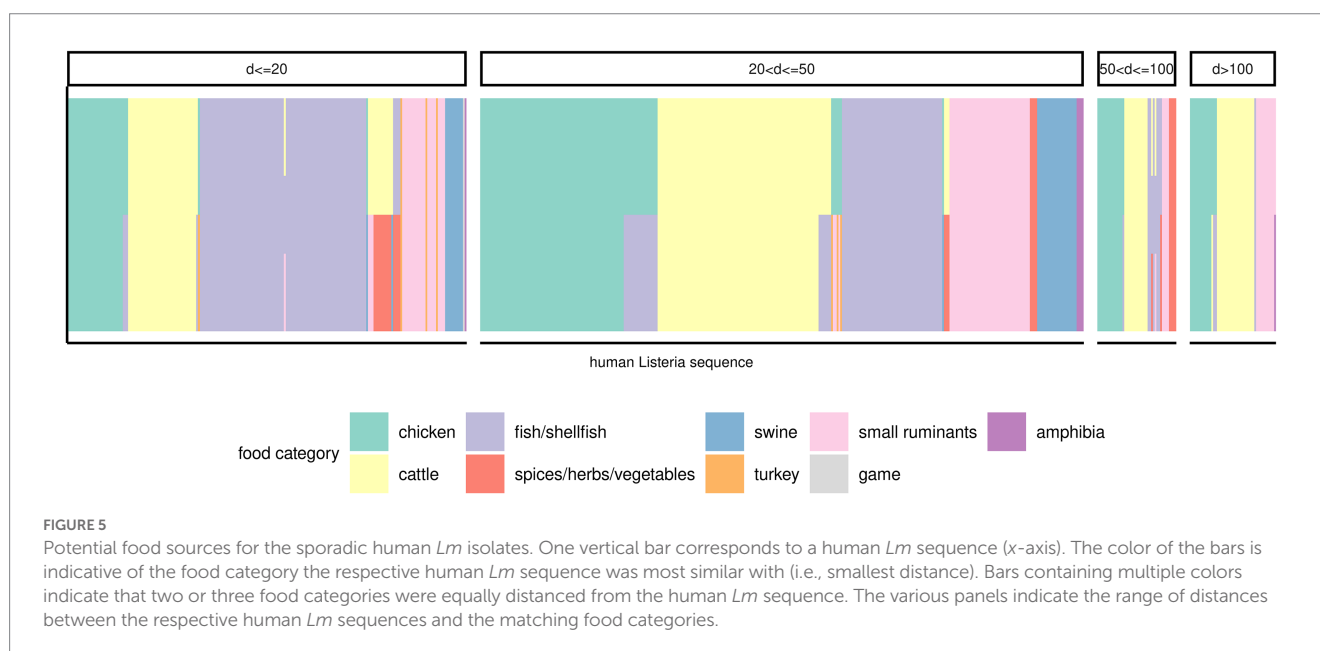 d<=20
20<d<=50
50<d<=100
d>100
human Listeria sequence
food category
chicken
fish/shellfish
swine
small ruminants
amphibia
cattle
spices/herbs/vegetables
turkey
game
FIGURE 5
Potential food sources for the sporadic human Lm isolates. One vertical bar corresponds to a human Lm sequence (x-axis). The color of the bars is
indicative of the food category the respective human Lm sequence was most similar with (i.e., smallest distance). Bars containing multiple colors
indicate that two or three food categories were equally distanced from the human Lm sequence. The various panels indicate the range of distances
between the respective human Lm sequences and the matching food categories.